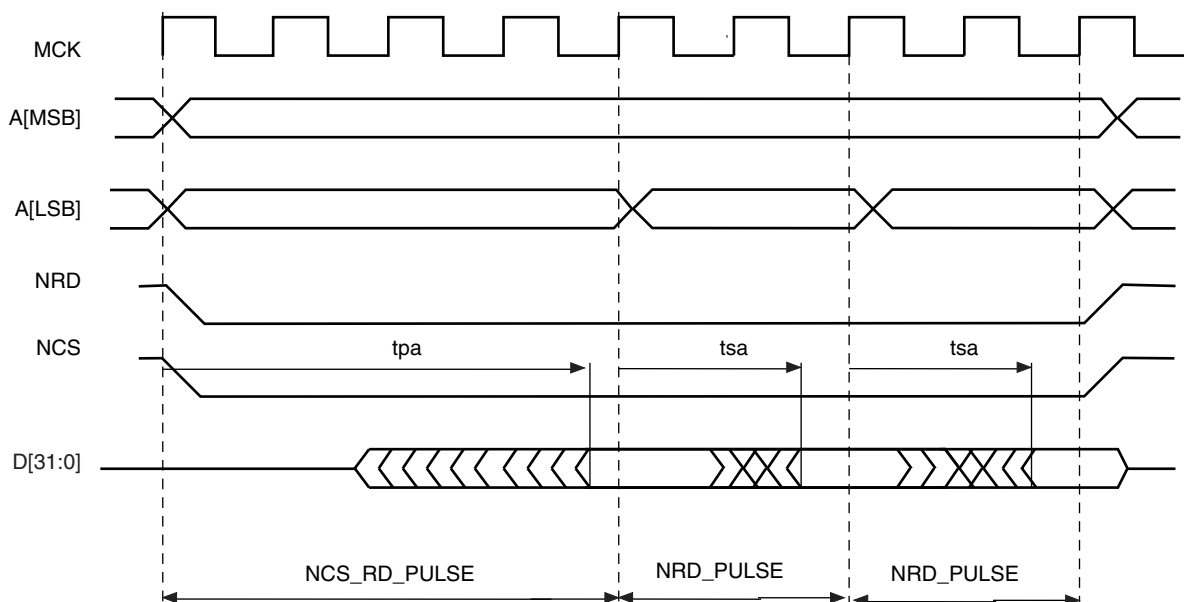 MCK
A[MSB]
A[LSB]
NRD
NCS
tpa
tsa
tsa
D[31:0]
NCS_RD_PULSE
NRD_PULSE
NRD_PULSE